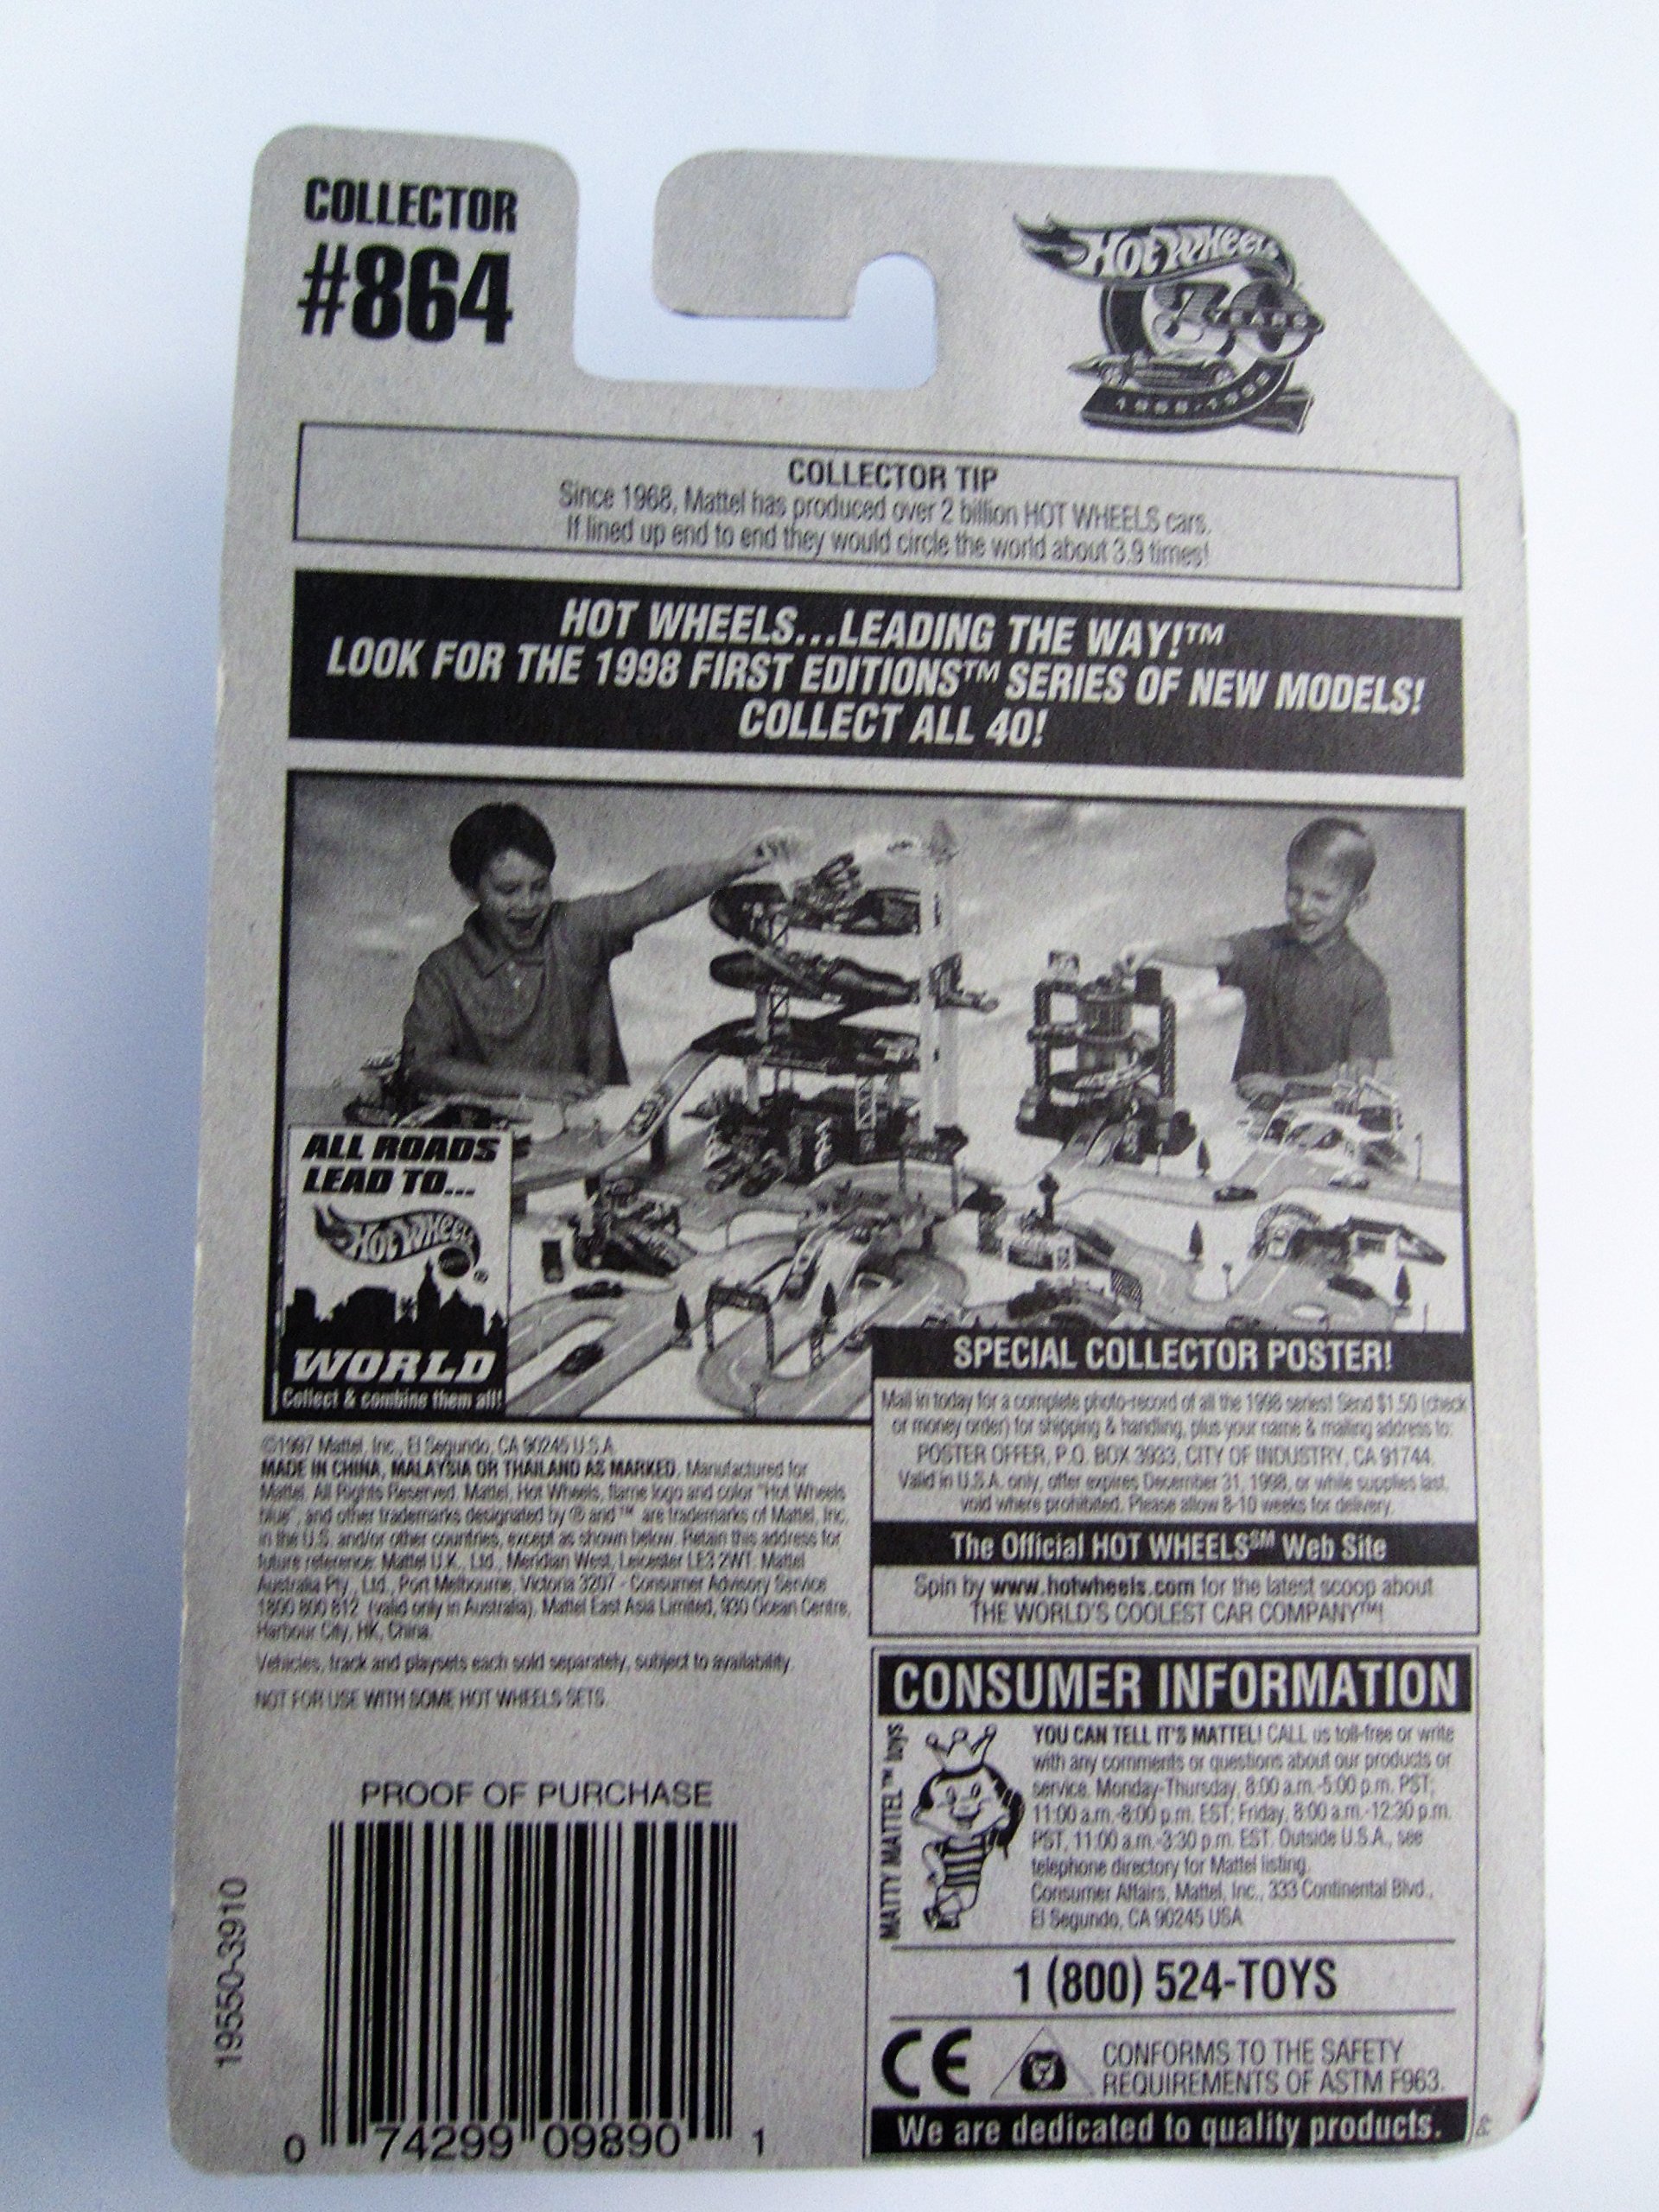 COLLECTOR
#864
HOT WHEELS
30
YEARS
1968-1998
COLLECTOR TIP
Since 1968, Mattel has produced over 2 billion HOT WHEELS cars.
If lined up end to end they would circle the world about 3.9 times!
HOT WHEELS...LEADING THE WAY!™
LOOK FOR THE 1998 FIRST EDITIONS™ SERIES OF NEW MODELS!
COLLECT ALL 40!
ALL ROADS
LEAD TO...
HOT WHEELS
®
WORLD
Collect & combine them all!
SPECIAL COLLECTOR POSTER!
Mail in today for a complete photo-record of all the 1998 series! Send $1.50 (check
or money order) for shipping & handling, plus your name & mailing address to:
POSTER OFFER, P.O. BOX 3933, CITY OF INDUSTRY, CA 91744.
Valid in U.S.A. only, offer expires December 31, 1998, or while supplies last,
void where prohibited. Please allow 8-10 weeks for delivery.
The Official HOT WHEELS℠ Web Site
Spin by www.hotwheels.com for the latest scoop about
THE WORLD'S COOLEST CAR COMPANY™!
©1997 Mattel, Inc., El Segundo, CA 90245 U.S.A.
MADE IN CHINA, MALAYSIA OR THAILAND AS MARKED. Manufactured for
Mattel. All Rights Reserved. Mattel, Hot Wheels, flame logo and color "Hot Wheels
blue", and other trademarks designated by ® and ™ are trademarks of Mattel, Inc.
in the U.S. and/or other countries, except as shown below. Retain this address for
future reference: Mattel U.K., Ltd., Meridian West, Leicester LE3 2WT. Mattel
Australia Pty., Ltd., Port Melbourne, Victoria 3207 - Consumer Advisory Service
1800 800 812 (valid only in Australia). Mattel East Asia Limited, 930 Ocean Centre,
Harbour City, HK, China.
Vehicles, track and playsets each sold separately, subject to availability.
NOT FOR USE WITH SOME HOT WHEELS SETS.
CONSUMER INFORMATION
MATTY MATTEL™ toys
YOU CAN TELL IT'S MATTEL! CALL us toll-free or write
with any comments or questions about our products or
service. Monday-Thursday, 8:00 a.m.-5:00 p.m. PST;
11:00 a.m.-8:00 p.m. EST; Friday, 8:00 a.m.-12:30 p.m.
PST, 11:00 a.m.-3:30 p.m. EST. Outside U.S.A., see
telephone directory for Mattel listing.
Consumer Affairs, Mattel, Inc., 333 Continental Blvd.,
El Segundo, CA 90245 USA
1 (800) 524-TOYS
CE
CONFORMS TO THE SAFETY
REQUIREMENTS OF ASTM F963.
We are dedicated to quality products.
PROOF OF PURCHASE
19550-3910
0 74299 09890 1